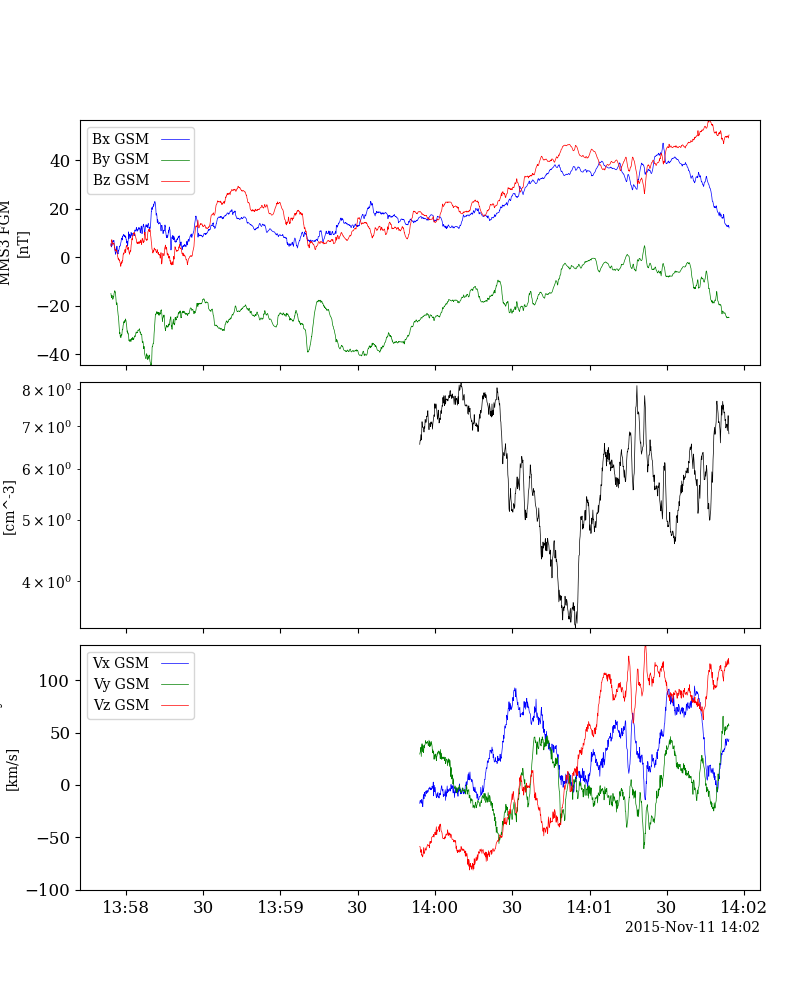 Bx GSM
By GSM
Bz GSM
40
20
0
−20
−40
MMS3 FGM
[nT]
8 × 10⁰
7 × 10⁰
6 × 10⁰
5 × 10⁰
4 × 10⁰
[cm^-3]
Vx GSM
Vy GSM
Vz GSM
100
50
0
−50
−100
[km/s]
13:58 30 13:59 30 14:00 30 14:01 30 14:02
2015-Nov-11 14:02